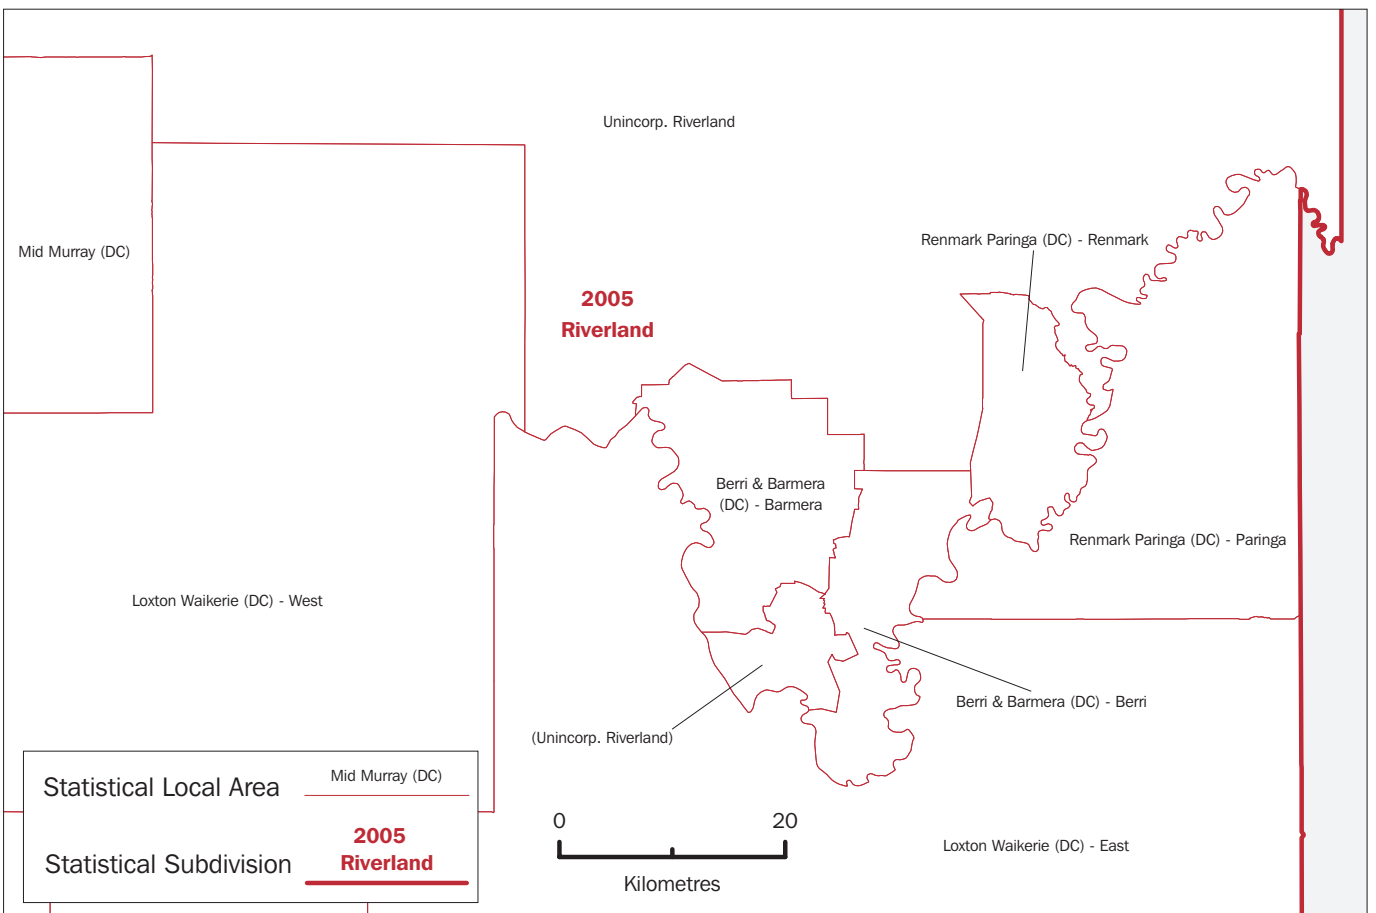 Unincorp. Riverland
Renmark Paringa (DC) - Renmark
Mid Murray (DC)
2005
Riverland
Berri & Barmera
(DC) - Barmera
Renmark Paringa (DC) - Paringa
Loxton Waikerie (DC) - West
Berri & Barmera (DC) - Berri
(Unincorp. Riverland)
Loxton Waikerie (DC) - East
Statistical Local Area
Mid Murray (DC)
Statistical Subdivision
2005
Riverland
0 20
Kilometres